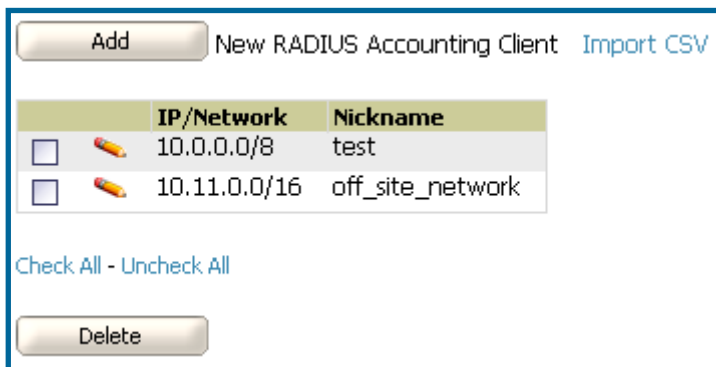 Add New RADIUS Accounting Client Import CSV
IP/Network Nickname
10.0.0.0/8 test
10.11.0.0/16 off_site_network
Check All - Uncheck All
Delete